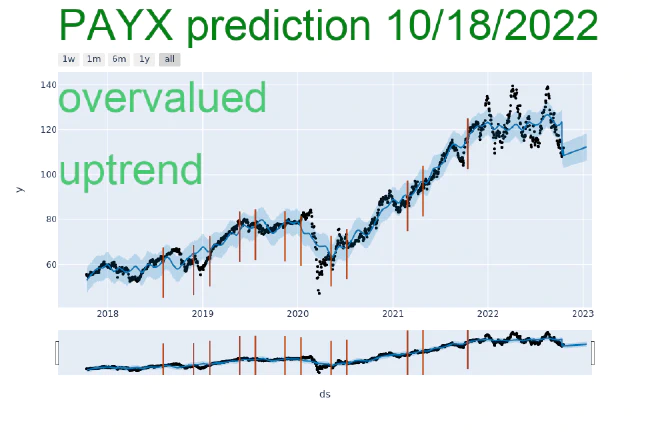 PAYX prediction 10/18/2022
1w 1m 6m 1y all
140
overvalued
120
100
uptrend
80
60
y
2018 2019 2020 2021 2022 2023
ds